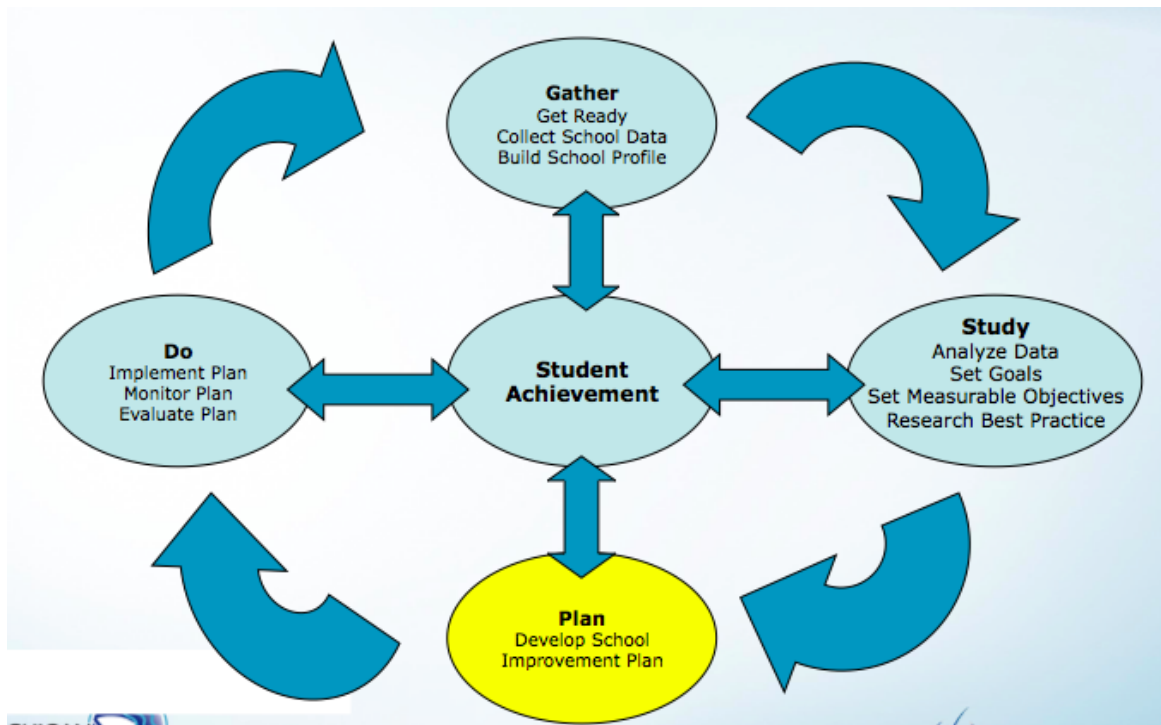 Gather
Get Ready
Collect School Data
Build School Profile
Do
Implement Plan
Monitor Plan
Evaluate Plan
Student
Achievement
Study
Analyze Data
Set Goals
Set Measurable Objectives
Research Best Practice
Plan
Develop School
Improvement Plan